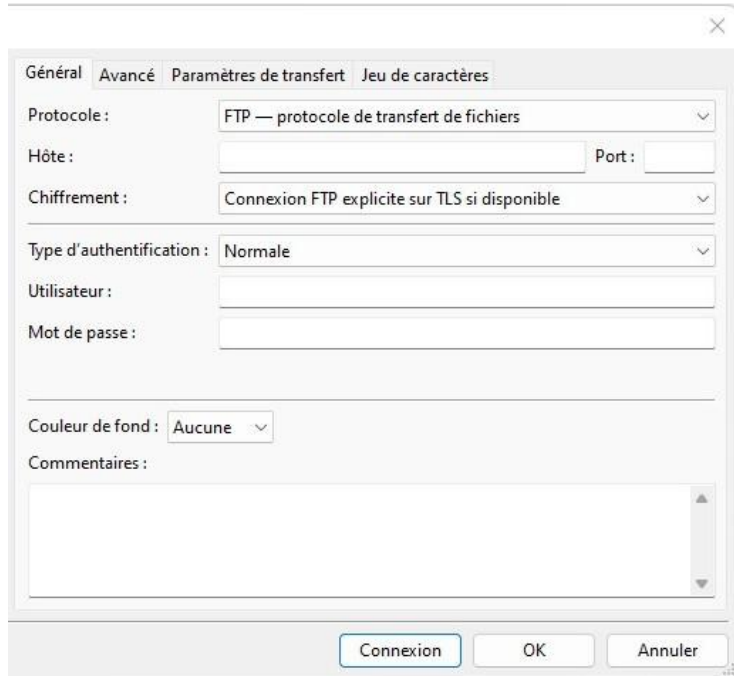 Général Avancé Paramètres de transfert Jeu de caractères
Protocole : FTP — protocole de transfert de fichiers
Hôte : Port :
Chiffrement : Connexion FTP explicite sur TLS si disponible
Type d'authentification : Normale
Utilisateur :
Mot de passe :
Couleur de fond : Aucune
Commentaires :
Connexion OK Annuler